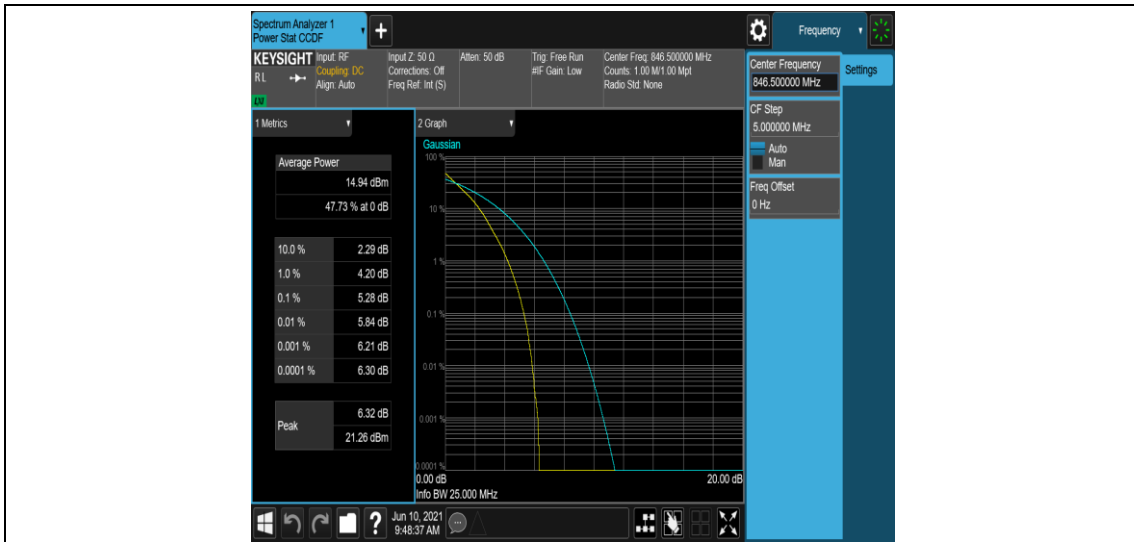 Spectrum Analyzer 1
Power Stat CCDF
+
Frequency
KEYSIGHT
RL
LXI
Input: RF
Coupling: DC
Align: Auto
Input Z: 50 Ω
Corrections: Off
Freq Ref: Int (S)
Atten: 50 dB
Trig: Free Run
#IF Gain: Low
Center Freq: 846.500000 MHz
Counts: 1.00 M/1.00 Mpt
Radio Std: None
Center Frequency
846.500000 MHz
Settings
CF Step
5.000000 MHz
Auto
Man
Freq Offset
0 Hz
1 Metrics
Average Power
14.94 dBm
47.73 % at 0 dB
10.0 % 2.29 dB
1.0 % 4.20 dB
0.1 % 5.28 dB
0.01 % 5.84 dB
0.001 % 6.21 dB
0.0001 % 6.30 dB
Peak
6.32 dB
21.26 dBm
2 Graph
Gaussian
100 %
10 %
1 %
0.1 %
0.01 %
0.001 %
0.0001 %
0.00 dB 20.00 dB
Info BW 25.000 MHz
?
Jun 10, 2021
9:48:37 AM